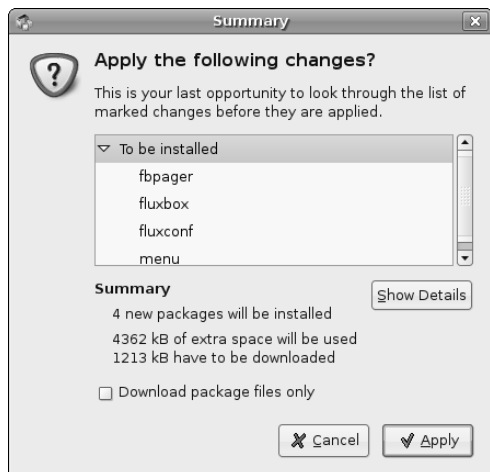 Summary
Apply the following changes?
This is your last opportunity to look through the list of
marked changes before they are applied.
To be installed
fbpager
fluxbox
fluxconf
menu
Summary
Show Details
4 new packages will be installed
4362 kB of extra space will be used
1213 kB have to be downloaded
Download package files only
Cancel
Apply